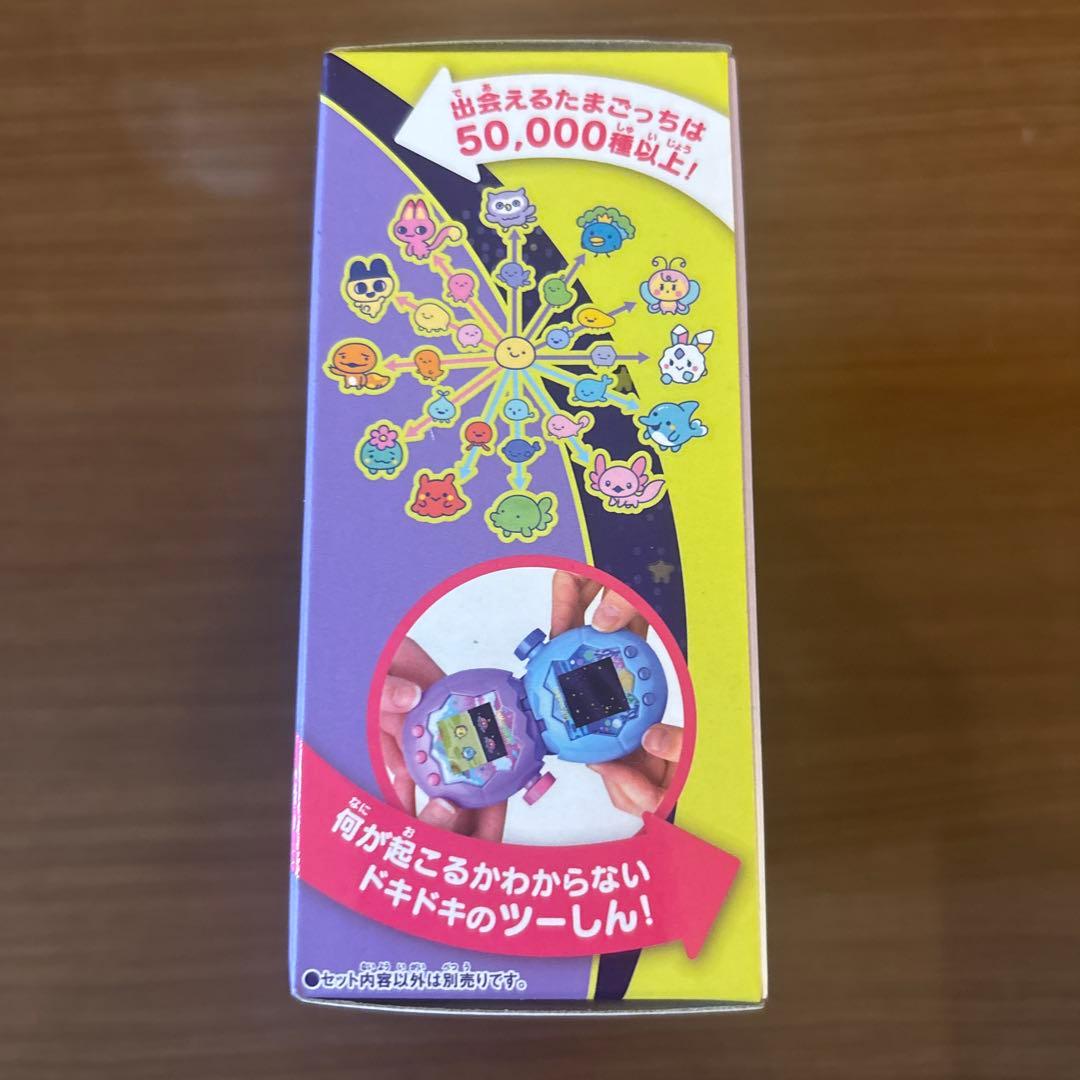 出会えるたまごっちは
50,000種以上!
何が起こるかわからない
ドキドキのツーしん!
●セット内容以外は別売りです。